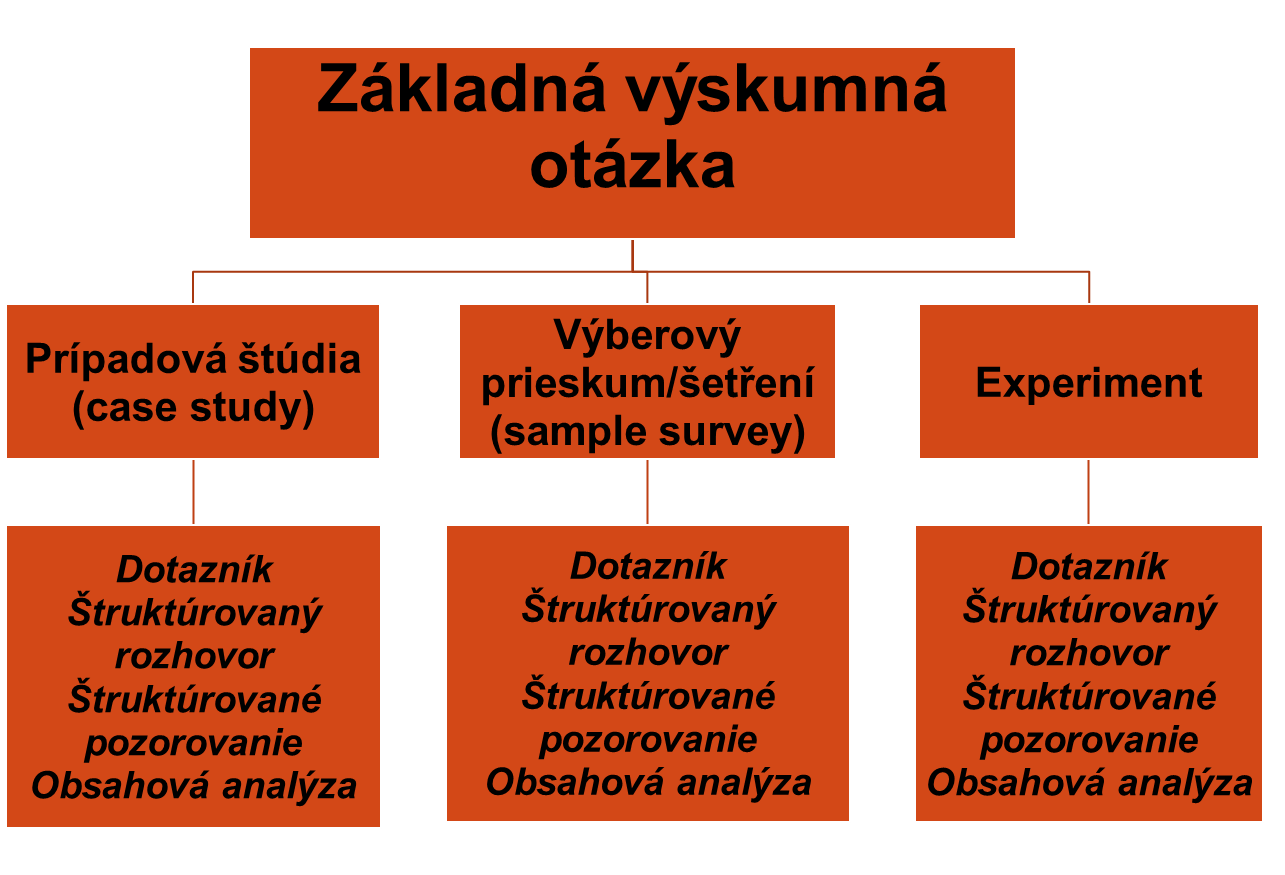 Základná výskumná
otázka
Prípadová štúdia
(case study)
Výberový
prieskum/šetření
(sample survey)
Experiment
Dotazník
Štruktúrovaný
rozhovor
Štruktúrované
pozorovanie
Obsahová analýza
Dotazník
Štruktúrovaný
rozhovor
Štruktúrované
pozorovanie
Obsahová analýza
Dotazník
Štruktúrovaný
rozhovor
Štruktúrované
pozorovanie
Obsahová analýza